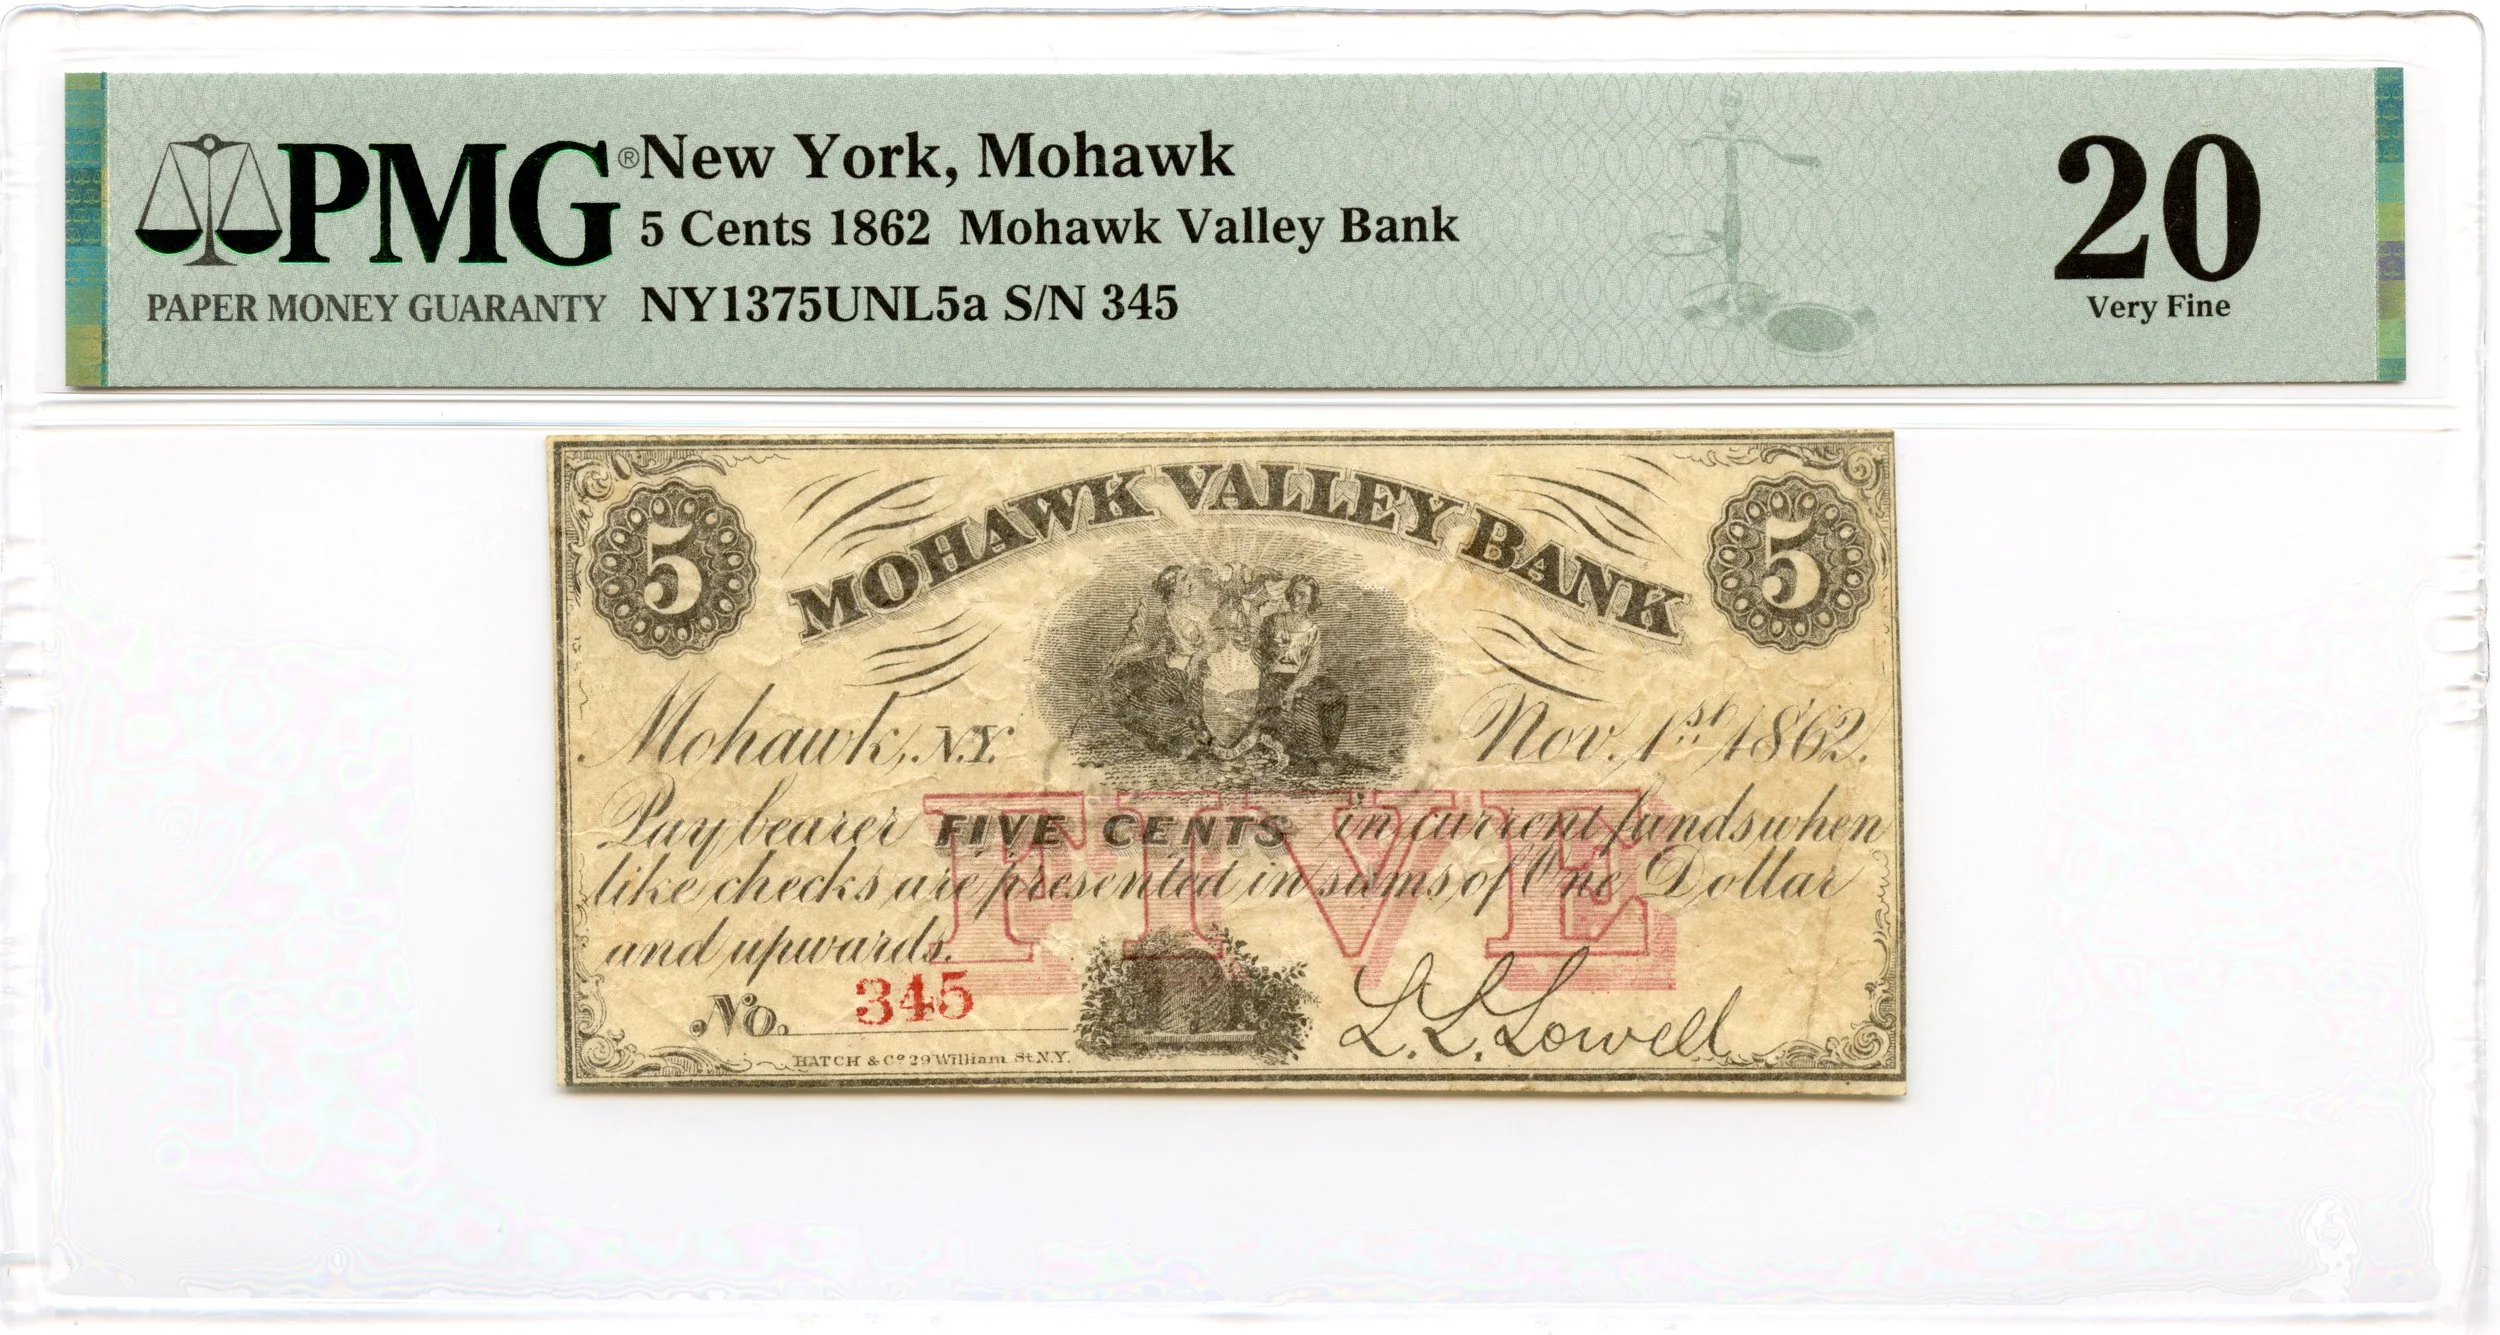 PMG®
PAPER MONEY GUARANTY
New York, Mohawk
5 Cents 1862 Mohawk Valley Bank
NY1375UNL5a S/N 345
20
Very Fine
5
MOHAWK VALLEY BANK
5
Mohawk, N.Y.
Nov. 1st 1862.
Pay bearer FIVE CENTS in current funds when
like checks are presented in sums of One Dollar
and upwards.
FIVE
No. 345
L. L. Lowell
HATCH & Co 29 William St N.Y.